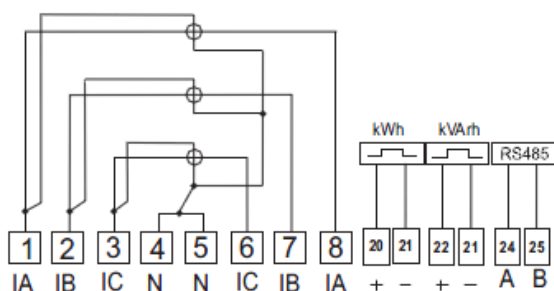 kWh kVArh
RS485
1 2 3 4 5 6 7 8 20 21 22 21 24 25
IA IB IC N N IC IB IA + − + − A B